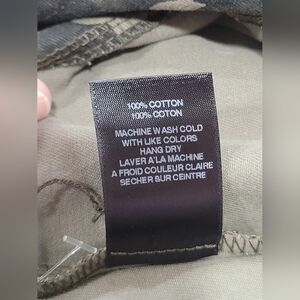 100% COTTON
100% COTON
MACHINE WASH COLD
WITH LIKE COLORS
HANG DRY
LAVER A'LA MACHINE
A FROID COULEUR CLAIRE
SECHER SUR CEINTRE